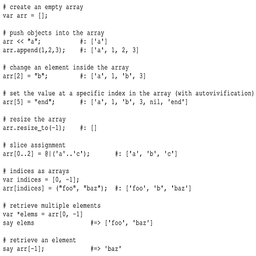 # create an empty array
var arr = [];
# push objects into the array
arr << "a"; #: ['a']
arr.append(1,2,3); #: ['a', 1, 2, 3]
# change an element inside the array
arr[2] = "b"; #: ['a', 1, 'b', 3]
# set the value at a specific index in the array (with autovivification)
arr[5] = "end"; #: ['a', 1, 'b', 3, nil, 'end']
# resize the array
arr.resize_to(-1); #: []
# slice assignment
arr[0..2] = @|('a'..'c'); #: ['a', 'b', 'c']
# indices as arrays
var indices = [0, -1];
arr[indices] = ("foo", "baz"); #: ['foo', 'b', 'baz']
# retrieve multiple elements
var *elems = arr[0, -1]
say elems #=> ['foo', 'baz']
# retrieve an element
say arr[-1]; #=> 'baz'